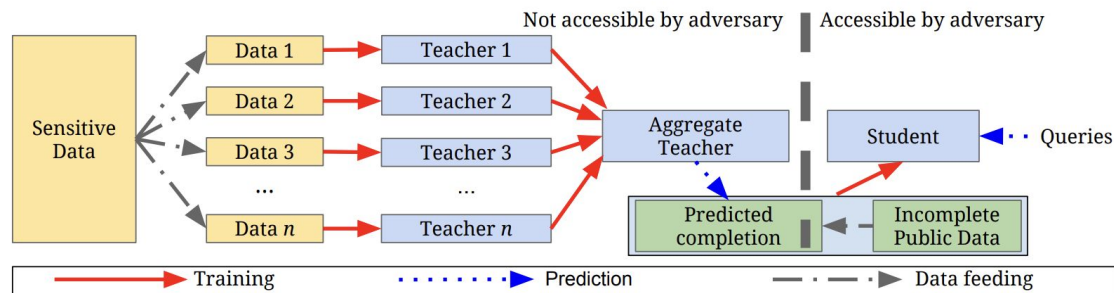 Not accessible by adversary
Accessible by adversary
Sensitive
Data
Data 1
Teacher 1
Data 2
Teacher 2
Data 3
Teacher 3
...
...
Data n
Teacher n
Aggregate
Teacher
Student
Queries
Predicted
completion
Incomplete
Public Data
Training
Prediction
Data feeding